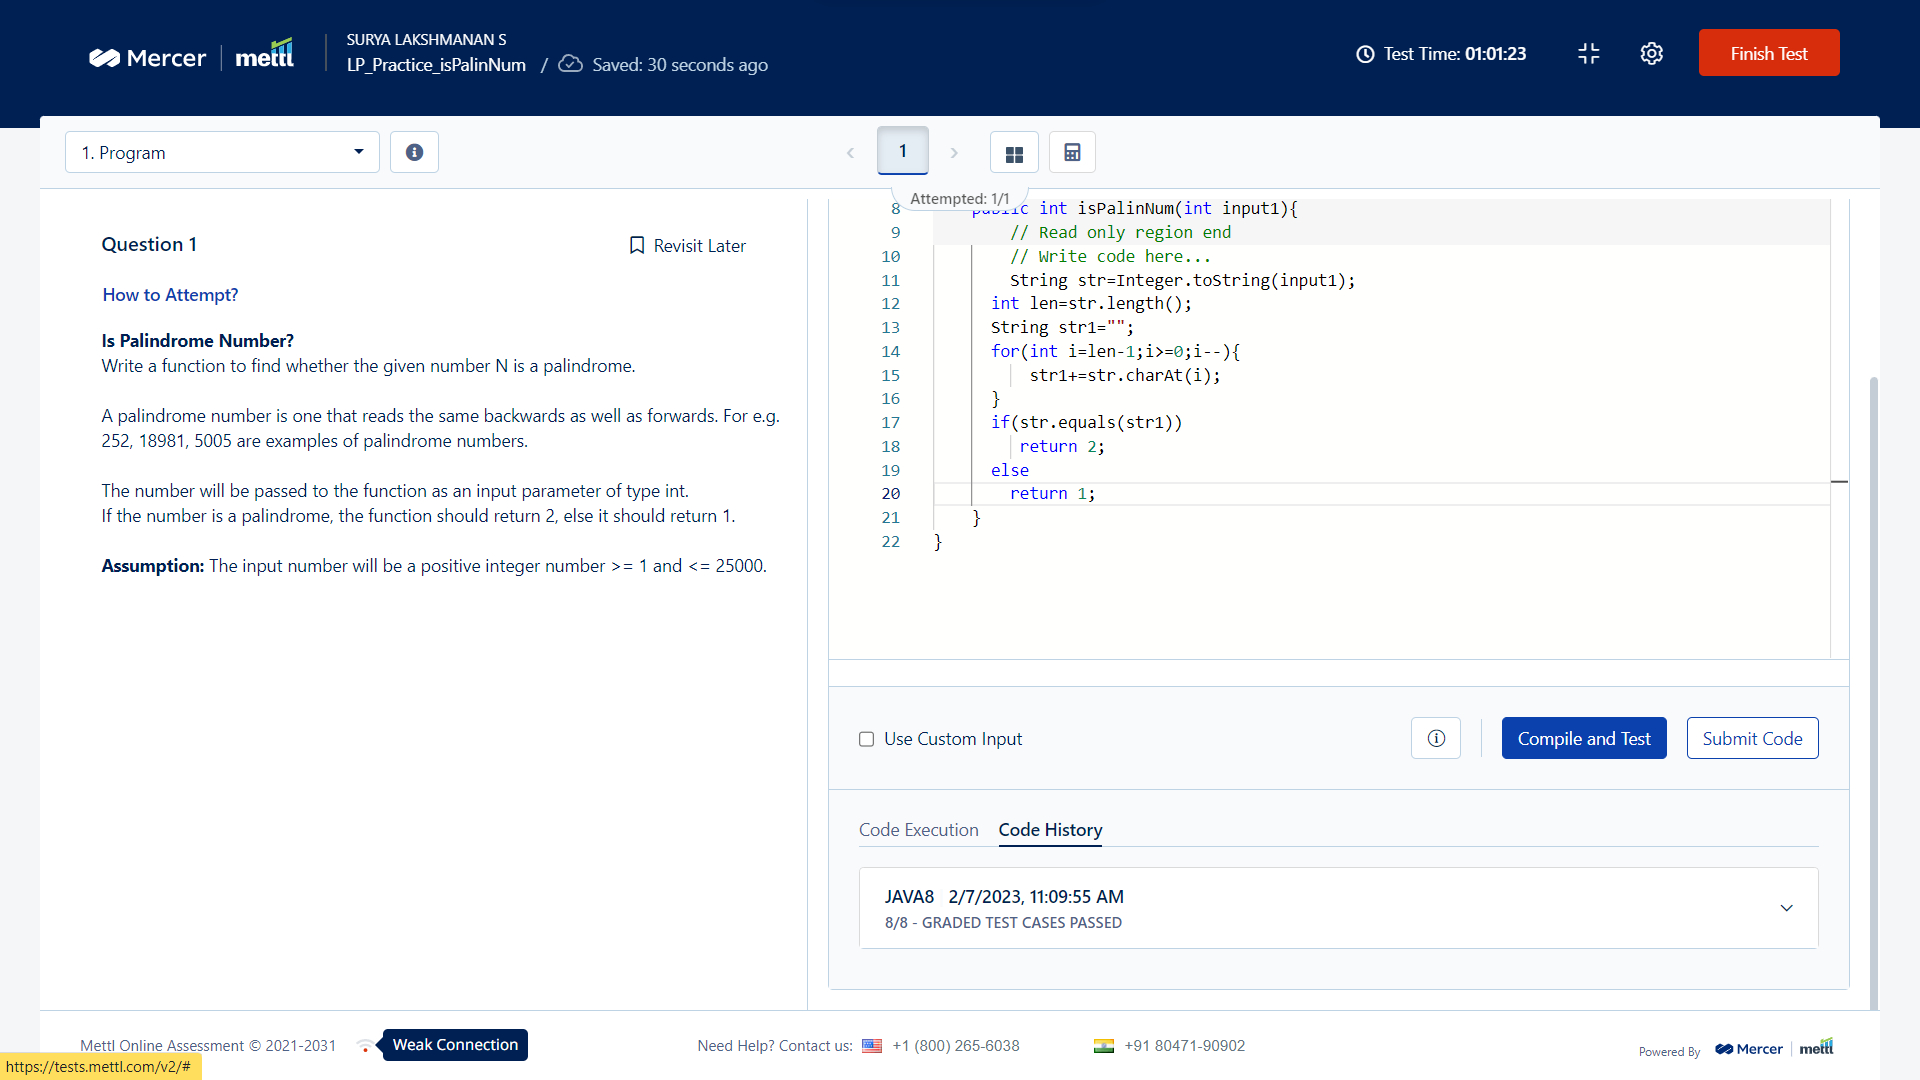 Mercer | mettl
SURYA LAKSHMANAN S
LP_Practice_isPalinNum / Saved: 30 seconds ago
Test Time: 01:01:23
Finish Test
1. Program
1
Attempted: 1/1
Question 1
Revisit Later
How to Attempt?
Is Palindrome Number?
Write a function to find whether the given number N is a palindrome.
A palindrome number is one that reads the same backwards as well as forwards. For e.g.
252, 18981, 5005 are examples of palindrome numbers.
The number will be passed to the function as an input parameter of type int.
If the number is a palindrome, the function should return 2, else it should return 1.
Assumption: The input number will be a positive integer number >= 1 and <= 25000.
8 public int isPalinNum(int input1){
9 // Read only region end
10 // Write code here...
11 String str=Integer.toString(input1);
12 int len=str.length();
13 String str1="";
14 for(int i=len-1;i>=0;i--){
15 str1+=str.charAt(i);
16 }
17 if(str.equals(str1))
18 return 2;
19 else
20 return 1;
21 }
22 }
Use Custom Input
Compile and Test
Submit Code
Code Execution
Code History
JAVA8 2/7/2023, 11:09:55 AM
8/8 - GRADED TEST CASES PASSED
Mettl Online Assessment © 2021-2031
Weak Connection
Need Help? Contact us: +1 (800) 265-6038
+91 80471-90902
Powered By Mercer | mettl
https://tests.mettl.com/v2/#